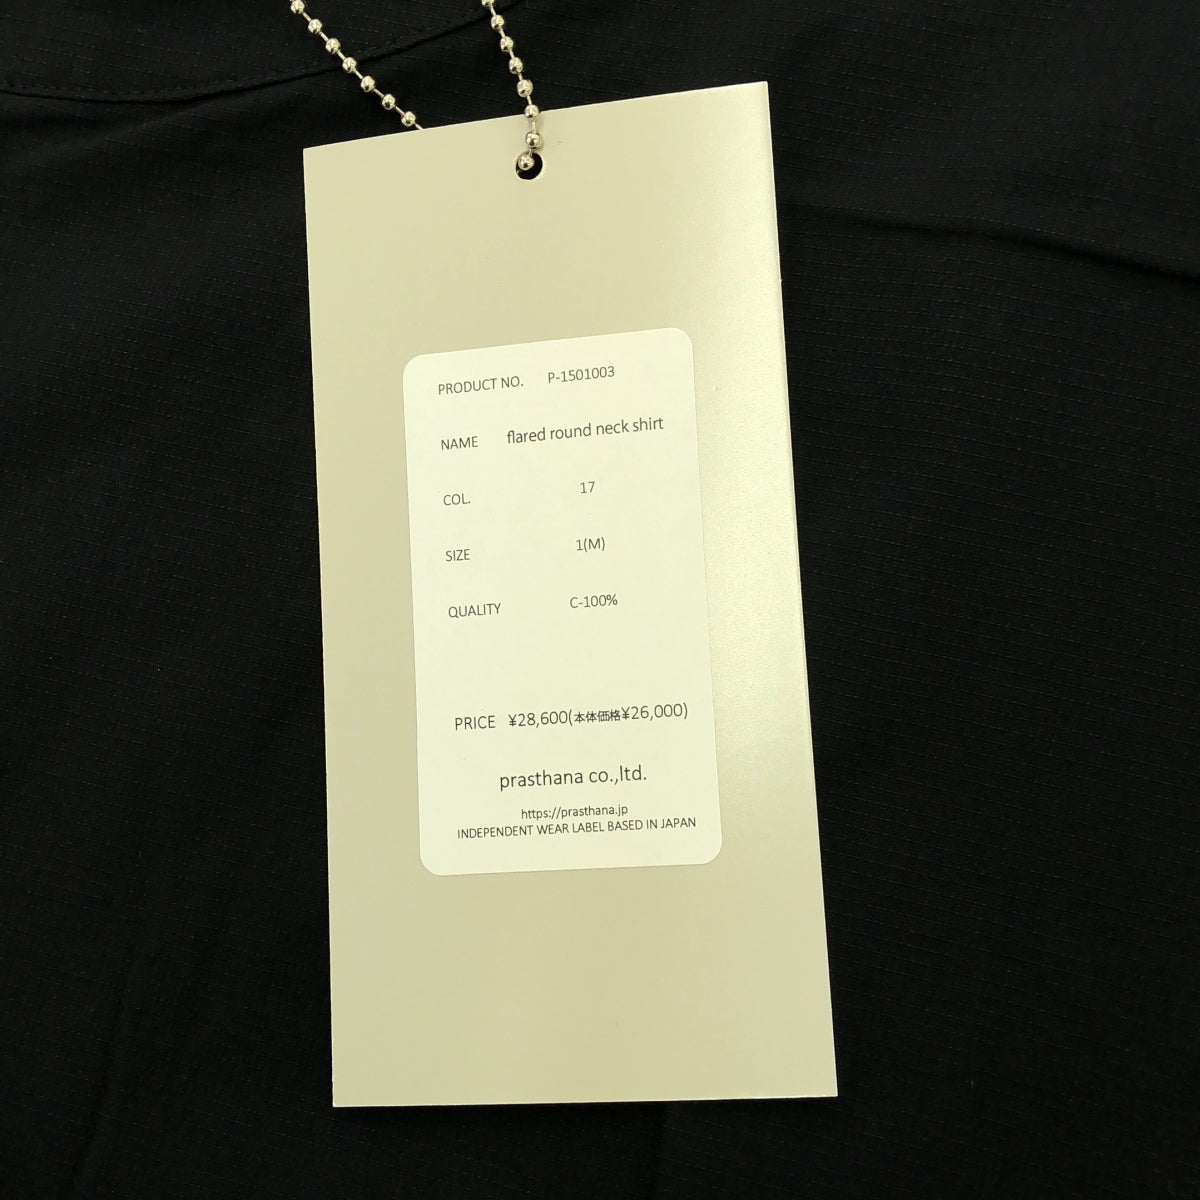 PRODUCT NO. P-1501003
NAME flared round neck shirt
COL. 17
SIZE 1(M)
QUALITY C-100%
PRICE ¥28,600(本体価格¥26,000)
prasthana co.,ltd.
https://prasthana.jp
INDEPENDENT WEAR LABEL BASED IN JAPAN